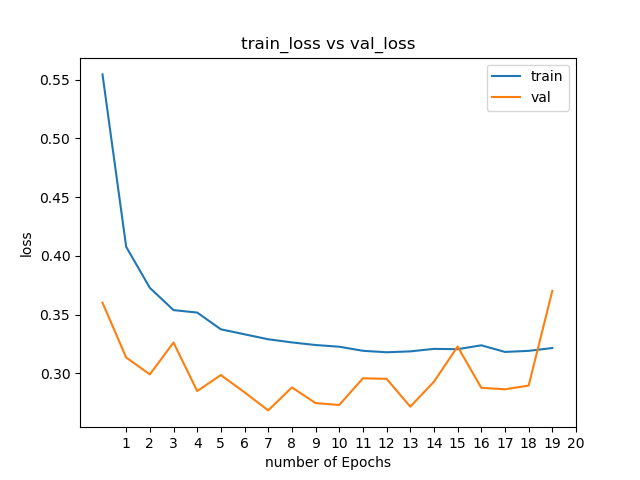 train_loss vs val_loss
train
val
0.55
0.50
0.45
0.40
0.35
0.30
loss
1 2 3 4 5 6 7 8 9 10 11 12 13 14 15 16 17 18 19 20
number of Epochs